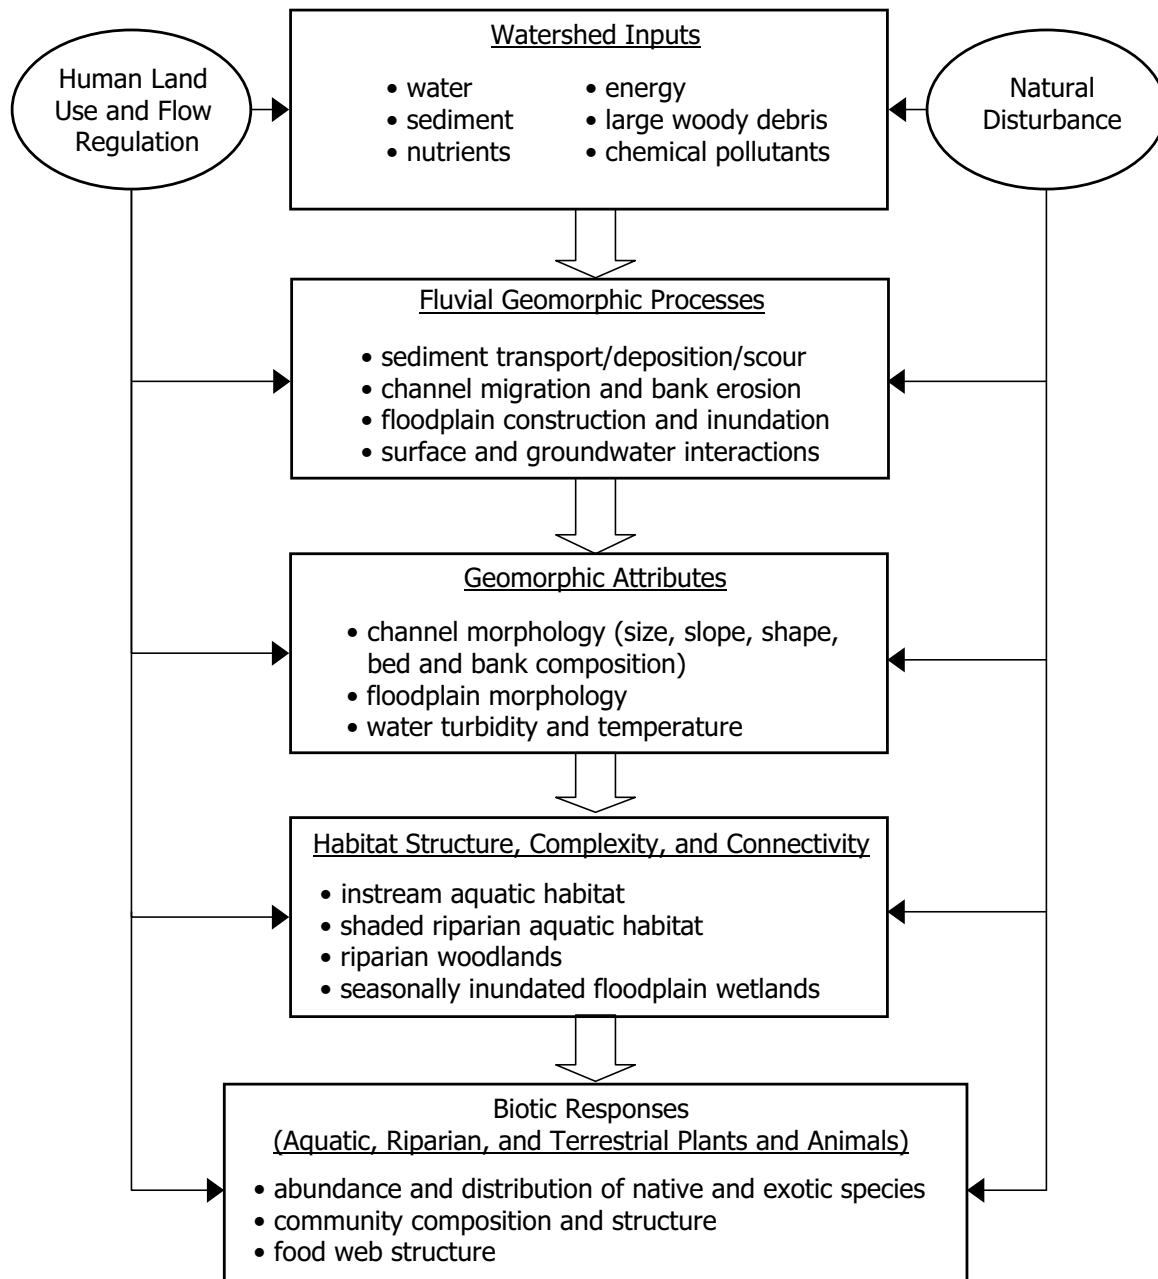 Human Land
Use and Flow
Regulation
Watershed Inputs
• water
• sediment
• nutrients
• energy
• large woody debris
• chemical pollutants
Natural
Disturbance
Fluvial Geomorphic Processes
• sediment transport/deposition/scour
• channel migration and bank erosion
• floodplain construction and inundation
• surface and groundwater interactions
Geomorphic Attributes
• channel morphology (size, slope, shape,
bed and bank composition)
• floodplain morphology
• water turbidity and temperature
Habitat Structure, Complexity, and Connectivity
• instream aquatic habitat
• shaded riparian aquatic habitat
• riparian woodlands
• seasonally inundated floodplain wetlands
Biotic Responses
(Aquatic, Riparian, and Terrestrial Plants and Animals)
• abundance and distribution of native and exotic species
• community composition and structure
• food web structure